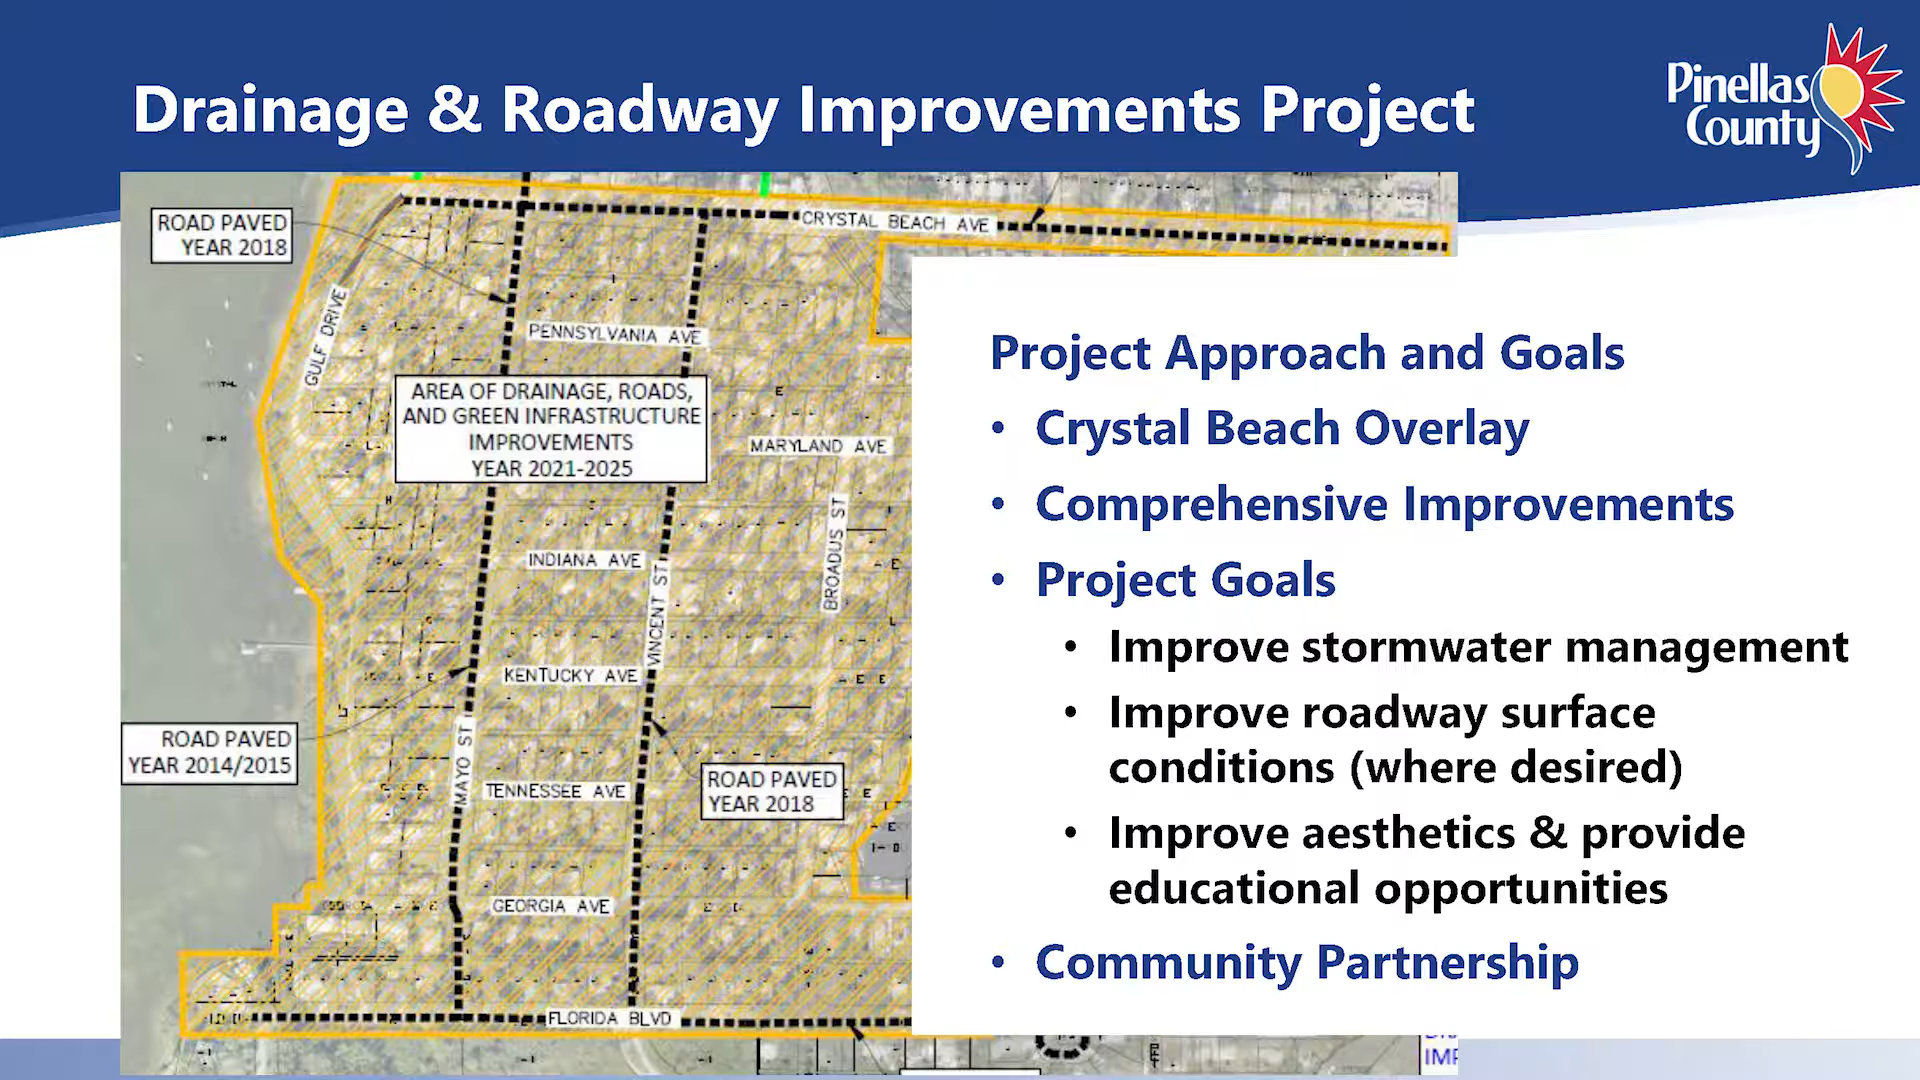 Drainage & Roadway Improvements Project
Pinellas
County
ROAD PAVED
YEAR 2018
CRYSTAL BEACH AVE
GULF DRIVE
PENNSYLVANIA AVE
AREA OF DRAINAGE, ROADS,
AND GREEN INFRASTRUCTURE
IMPROVEMENTS
YEAR 2021-2025
MARYLAND AVE
BROADUS ST
INDIANA AVE
VINCENT ST
KENTUCKY AVE
MAYO ST
ROAD PAVED
YEAR 2014/2015
TENNESSEE AVE
ROAD PAVED
YEAR 2018
GEORGIA AVE
FLORIDA BLVD
Project Approach and Goals
• Crystal Beach Overlay
• Comprehensive Improvements
• Project Goals
• Improve stormwater management
• Improve roadway surface
conditions (where desired)
• Improve aesthetics & provide
educational opportunities
• Community Partnership